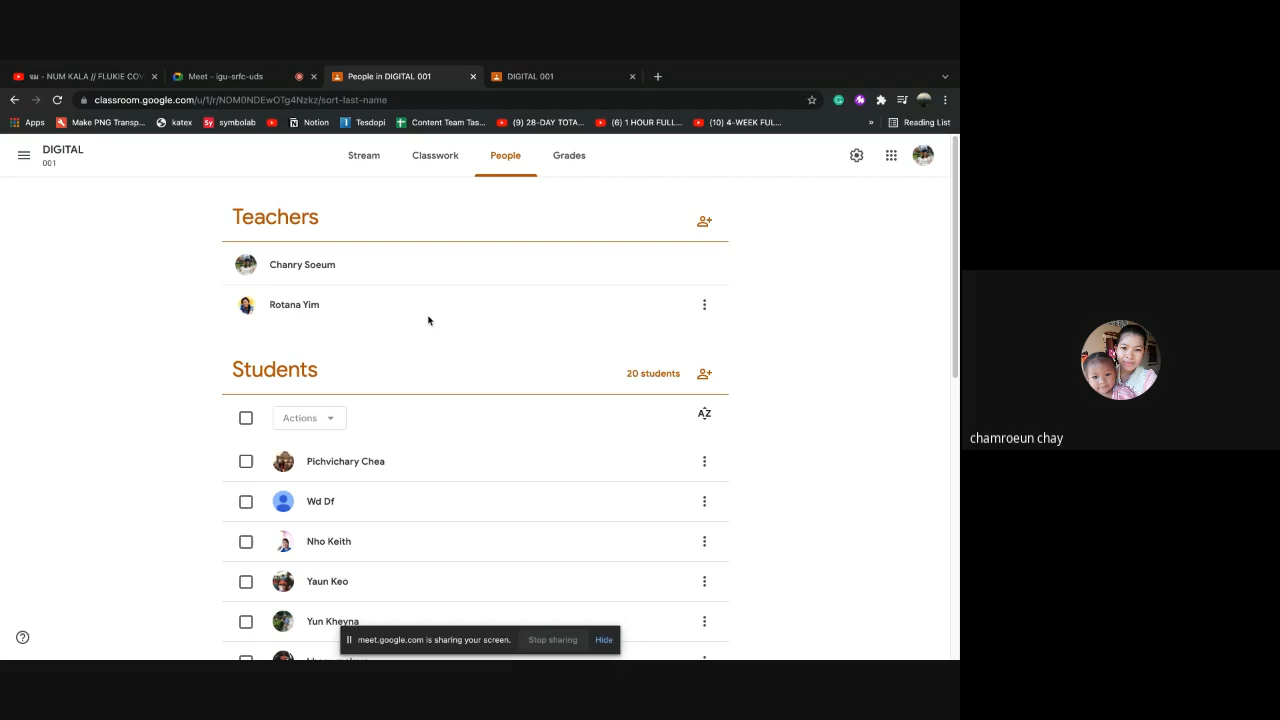 ឃុំ - NUM KALA // FLUKIE COV
Meet - igu-srfc-uds
People in DIGITAL 001
DIGITAL 001
classroom.google.com/u/1/r/NDM0NDEwOTg4Nzkz/sort-last-name
Apps
Make PNG Transp...
katex
symbolab
Notion
Tesdopi
Content Team Tas...
(9) 28-DAY TOTA...
(6) 1 HOUR FULL...
(10) 4-WEEK FUL...
»
Reading List
DIGITAL
001
Stream
Classwork
People
Grades
Teachers
Chanry Soeum
Rotana Yim
Students
20 students
Actions
AZ
Pichvichary Chea
Wd Df
Nho Keith
Yaun Keo
Yun Kheyna
meet.google.com is sharing your screen.
Stop sharing
Hide
chamroeun chay